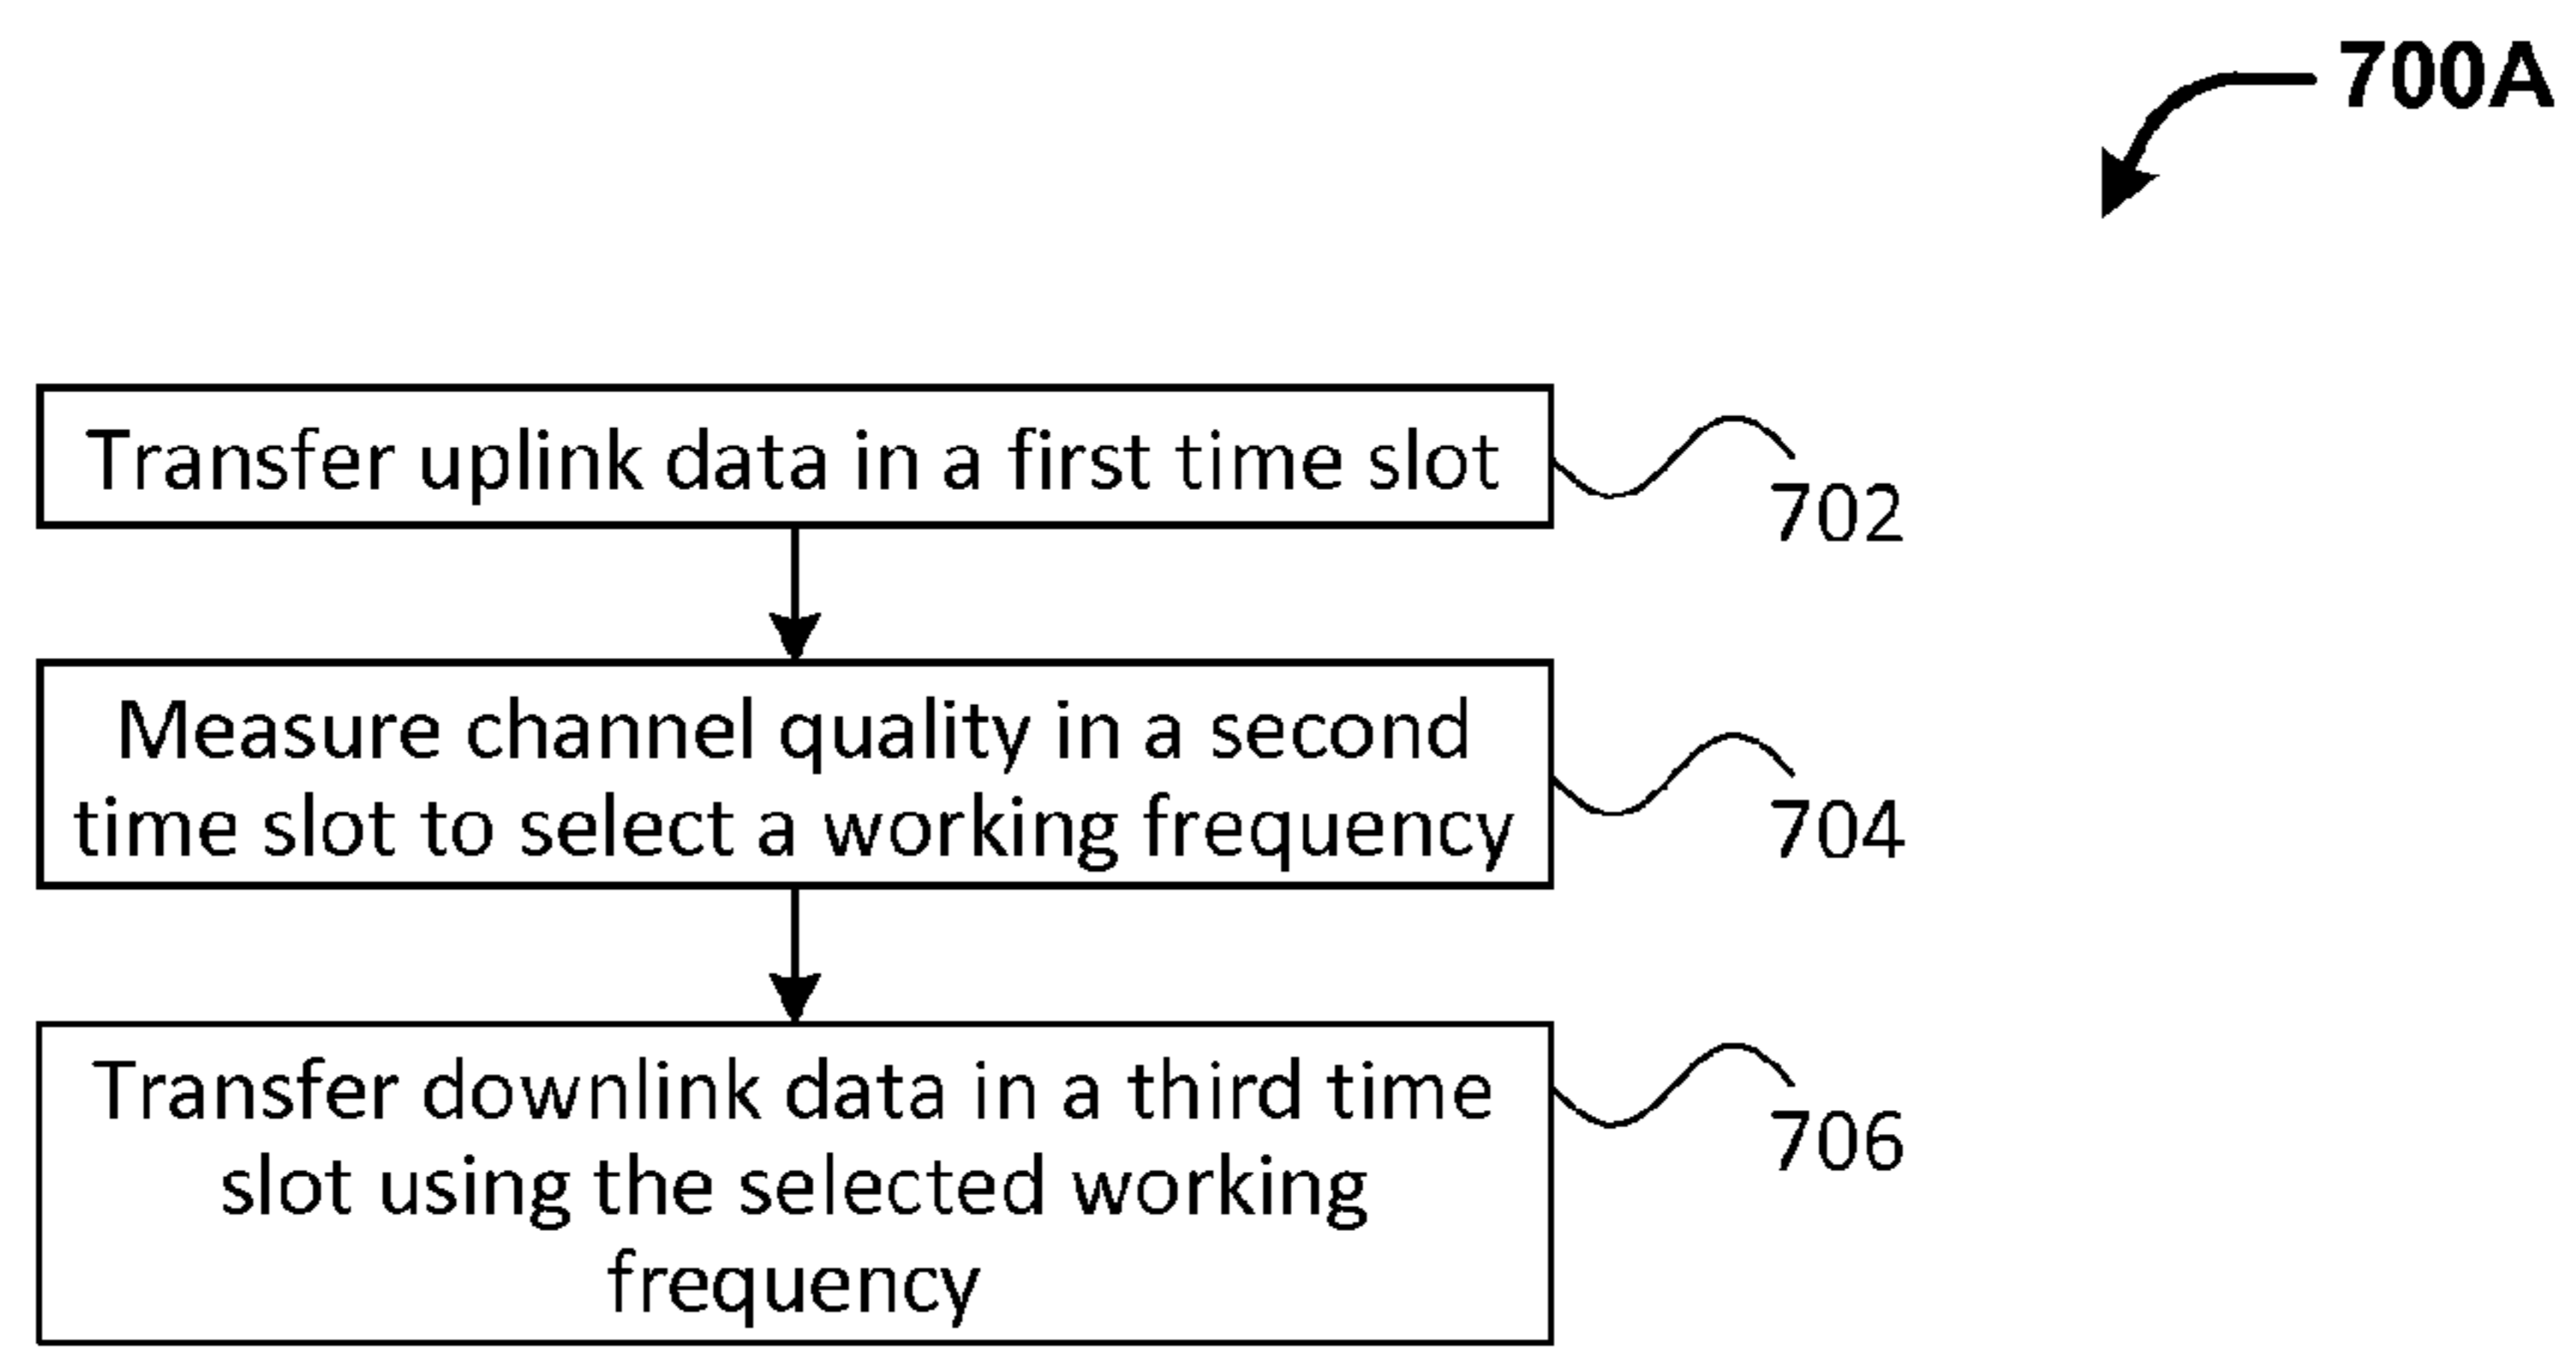 700A
Transfer uplink data in a first time slot
702
Measure channel quality in a second
time slot to select a working frequency
704
Transfer downlink data in a third time
slot using the selected working
frequency
706